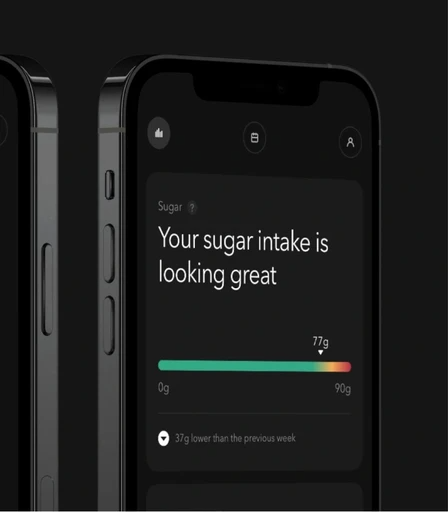 Sugar ?
Your sugar intake is
looking great
77g
0g 90g
37g lower than the previous week